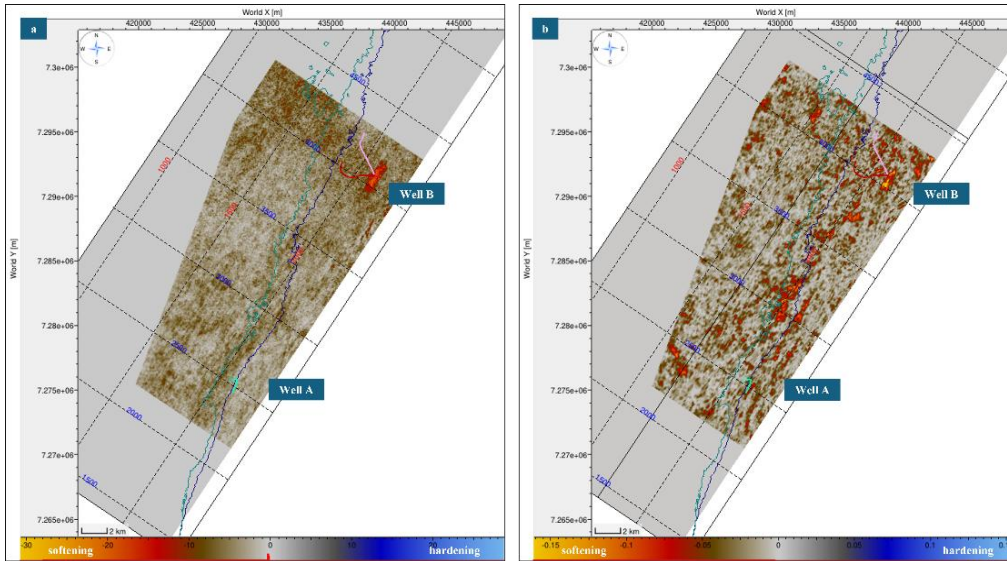 World X [m]
420000 425000 430000 435000 440000 445000
a
N
W E
S
World Y [m]
7.3e+06
7.295e+06
7.29e+06
7.285e+06
7.28e+06
7.275e+06
7.27e+06
7.265e+06
1000
3500
2000
1500
Well B
Well A
2 km
softening hardening
-30 -20 -10 0 10 20
World X [m]
420000 425000 430000 435000 440000 445000
b
N
W E
S
World Y [m]
7.3e+06
7.295e+06
7.29e+06
7.285e+06
7.28e+06
7.275e+06
7.27e+06
7.265e+06
1000
3500
2000
1500
Well B
Well A
2 km
softening hardening
-0.15 -0.1 -0.05 0 0.05 0.1